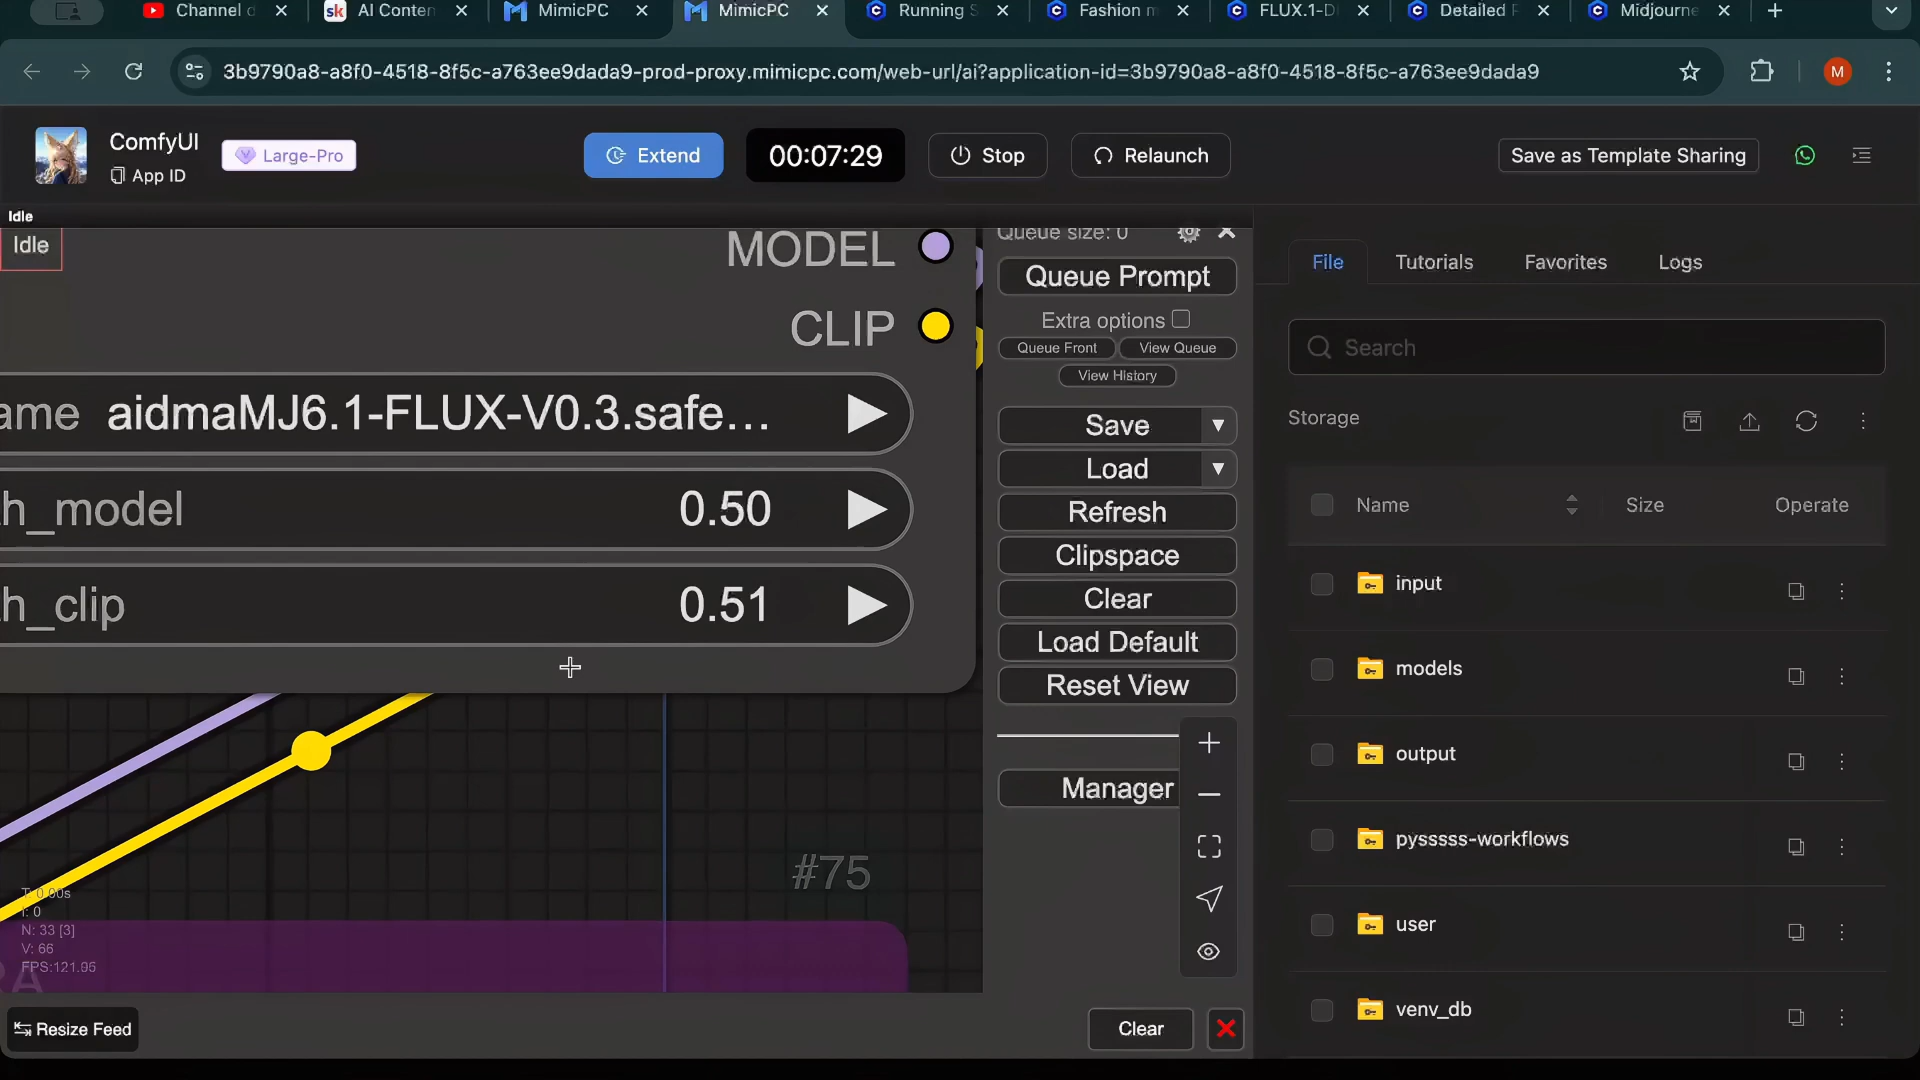 Channel d
AI Conten
MimicPC
MimicPC
Running S
Fashion m
FLUX.1-D
Detailed F
Midjourne
3b9790a8-a8f0-4518-8f5c-a763ee9dada9-prod-proxy.mimicpc.com/web-url/ai?application-id=3b9790a8-a8f0-4518-8f5c-a763ee9dada9
M
ComfyUI
App ID
Large-Pro
Extend
00:07:29
Stop
Relaunch
Save as Template Sharing
Idle
Idle
MODEL
CLIP
ame aidmaMJ6.1-FLUX-V0.3.safe...
th_model 0.50
th_clip 0.51
#75
RA
T: 0.00s
I: 0
N: 33 [3]
V: 66
FPS:121.95
Resize Feed
Queue size: 0
Queue Prompt
Extra options
Queue Front
View Queue
View History
Save
Load
Refresh
Clipspace
Clear
Load Default
Reset View
Manager
Clear
File
Tutorials
Favorites
Logs
Search
Storage
Name
Size
Operate
input
models
output
pysssss-workflows
user
venv_db